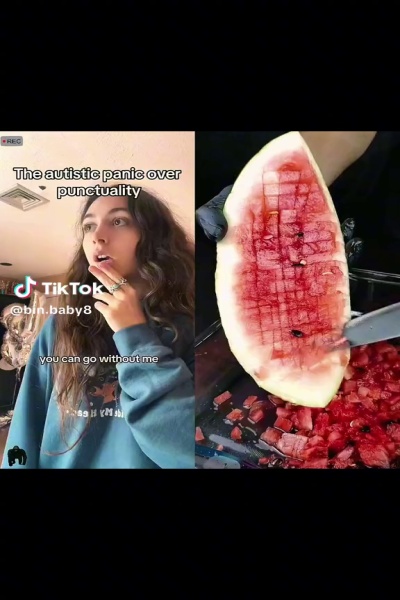 REC
The autistic panic over
punctuality
TikTok
@bin.baby8
you can go without me